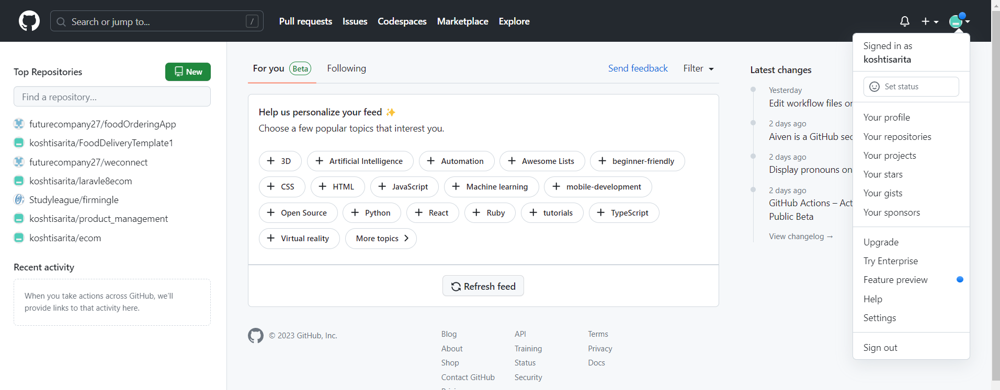 Search or jump to...
/
Pull requests
Issues
Codespaces
Marketplace
Explore
Top Repositories
New
Find a repository...
futurecompany27/foodOrderingApp
koshtisarita/FoodDeliveryTemplate1
futurecompany27/weconnect
koshtisarita/laravle8ecom
Studyleague/firmingle
koshtisarita/product_management
koshtisarita/ecom
Recent activity
When you take actions across GitHub, we'll
provide links to that activity here.
For you Beta
Following
Send feedback
Filter
Help us personalize your feed ✨
Choose a few popular topics that interest you.
+ 3D + Artificial Intelligence + Automation + Awesome Lists + beginner-friendly
+ CSS + HTML + JavaScript + Machine learning + mobile-development
+ Open Source + Python + React + Ruby + tutorials + TypeScript
+ Virtual reality More topics >
Refresh feed
© 2023 GitHub, Inc.
Blog
About
Shop
Contact GitHub
API
Training
Status
Security
Terms
Privacy
Docs
Latest changes
Yesterday
Edit workflow files
2 days ago
Aiven is a GitHub
2 days ago
Display pronouns on
2 days ago
GitHub Actions –
Public Beta
View changelog →
Signed in as
koshtisarita
Set status
Your profile
Your repositories
Your projects
Your stars
Your gists
Your sponsors
Upgrade
Try Enterprise
Feature preview
Help
Settings
Sign out